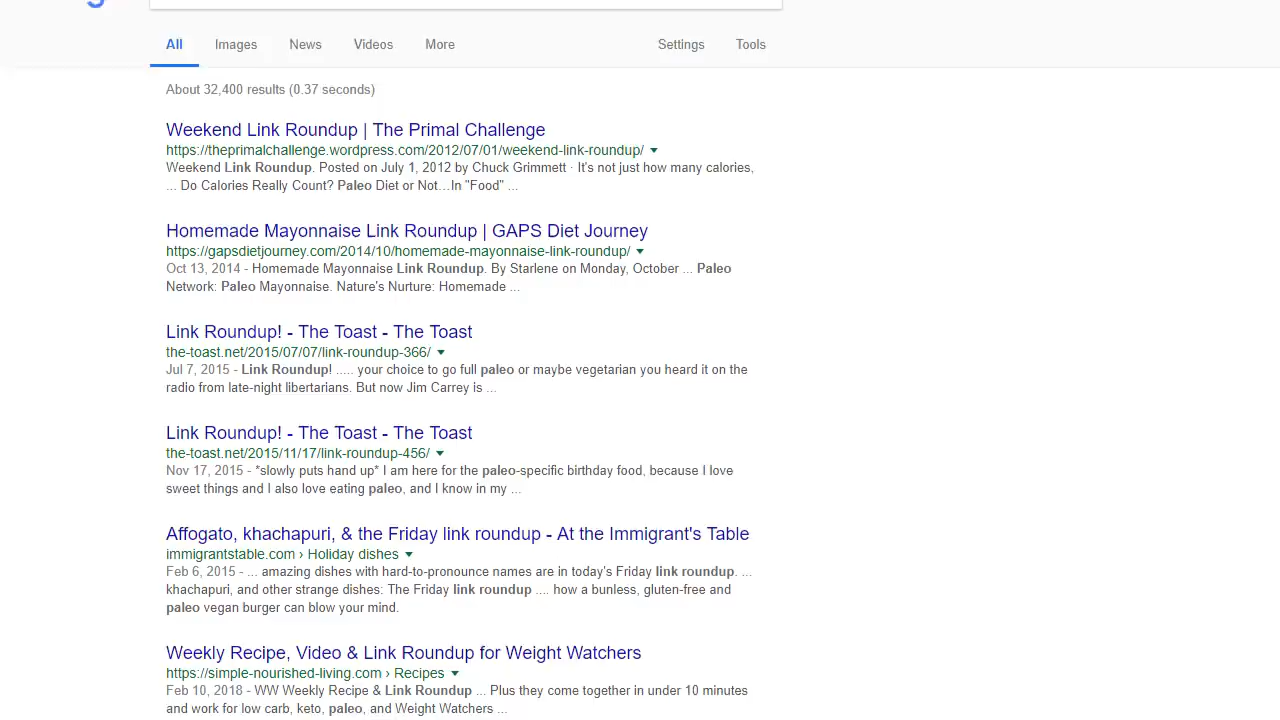 All Images News Videos More Settings Tools
About 32,400 results (0.37 seconds)
Weekend Link Roundup | The Primal Challenge
https://theprimalchallenge.wordpress.com/2012/07/01/weekend-link-roundup/
Weekend Link Roundup. Posted on July 1, 2012 by Chuck Grimmett · It's not just how many calories,
... Do Calories Really Count? Paleo Diet or Not…In "Food" ...
Homemade Mayonnaise Link Roundup | GAPS Diet Journey
https://gapsdietjourney.com/2014/10/homemade-mayonnaise-link-roundup/
Oct 13, 2014 - Homemade Mayonnaise Link Roundup. By Starlene on Monday, October ... Paleo
Network: Paleo Mayonnaise. Nature's Nurture: Homemade ...
Link Roundup! - The Toast - The Toast
the-toast.net/2015/07/07/link-roundup-366/
Jul 7, 2015 - Link Roundup! ..... your choice to go full paleo or maybe vegetarian you heard it on the
radio from late-night libertarians. But now Jim Carrey is ...
Link Roundup! - The Toast - The Toast
the-toast.net/2015/11/17/link-roundup-456/
Nov 17, 2015 - *slowly puts hand up* I am here for the paleo-specific birthday food, because I love
sweet things and I also love eating paleo, and I know in my ...
Affogato, khachapuri, & the Friday link roundup - At the Immigrant's Table
immigrantstable.com › Holiday dishes
Feb 6, 2015 - ... amazing dishes with hard-to-pronounce names are in today's Friday link roundup. ...
khachapuri, and other strange dishes: The Friday link roundup .... how a bunless, gluten-free and
paleo vegan burger can blow your mind.
Weekly Recipe, Video & Link Roundup for Weight Watchers
https://simple-nourished-living.com › Recipes
Feb 10, 2018 - WW Weekly Recipe & Link Roundup ... Plus they come together in under 10 minutes
and work for low carb, keto, paleo, and Weight Watchers ...